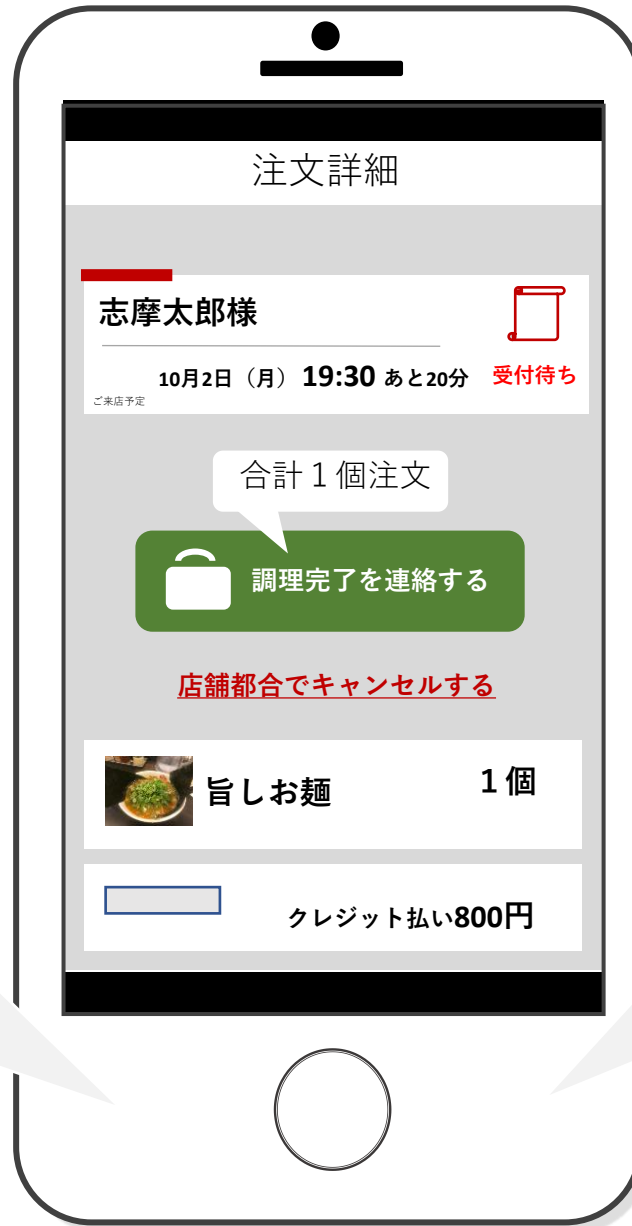 注文詳細
志摩太郎様
10月2日（月） 19:30 あと20分
受付待ち
ご来店予定
合計１個注文
調理完了を連絡する
店舗都合でキャンセルする
旨しお麺 １個
クレジット払い800円